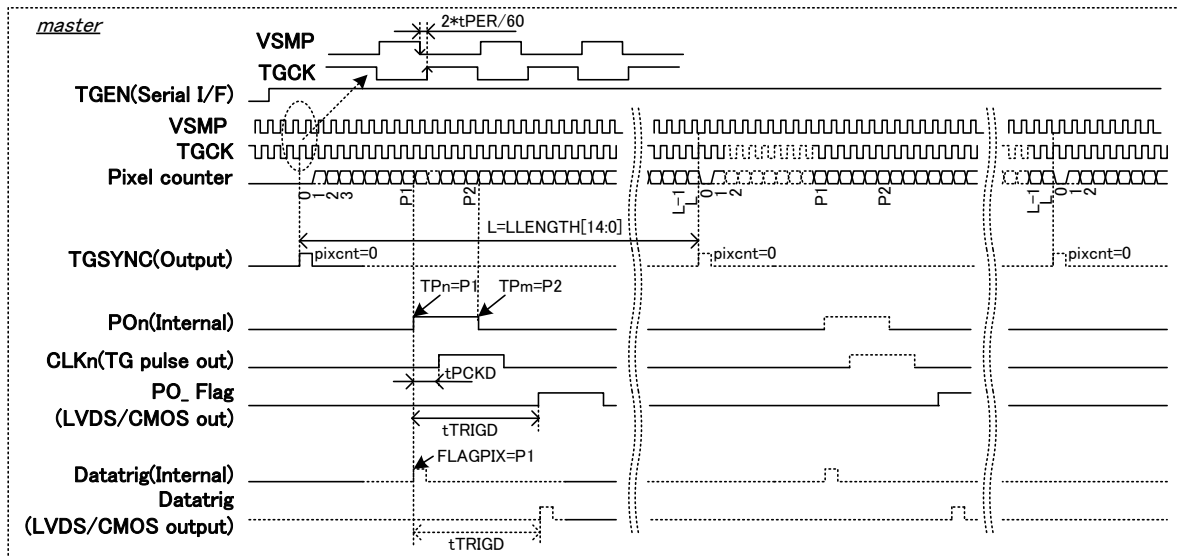 master
2*tPER/60
VSMP
TGCK
TGEN(Serial I/F)
VSMP
TGCK
Pixel counter
0 1 2 3 P1 P2 L-1 L 0 1 2 P1 P2 L-1 L 0 1 2
L=LLENGTH[14:0]
TGSYNC(Output) pixcnt=0 pixcnt=0 pixcnt=0
TPn=P1 TPm=P2
POn(Internal)
CLKn(TG pulse out)
tPCKD
PO_ Flag
(LVDS/CMOS out)
tTRIGD
FLAGPIX=P1
Datatrig(Internal)
Datatrig
(LVDS/CMOS output)
tTRIGD